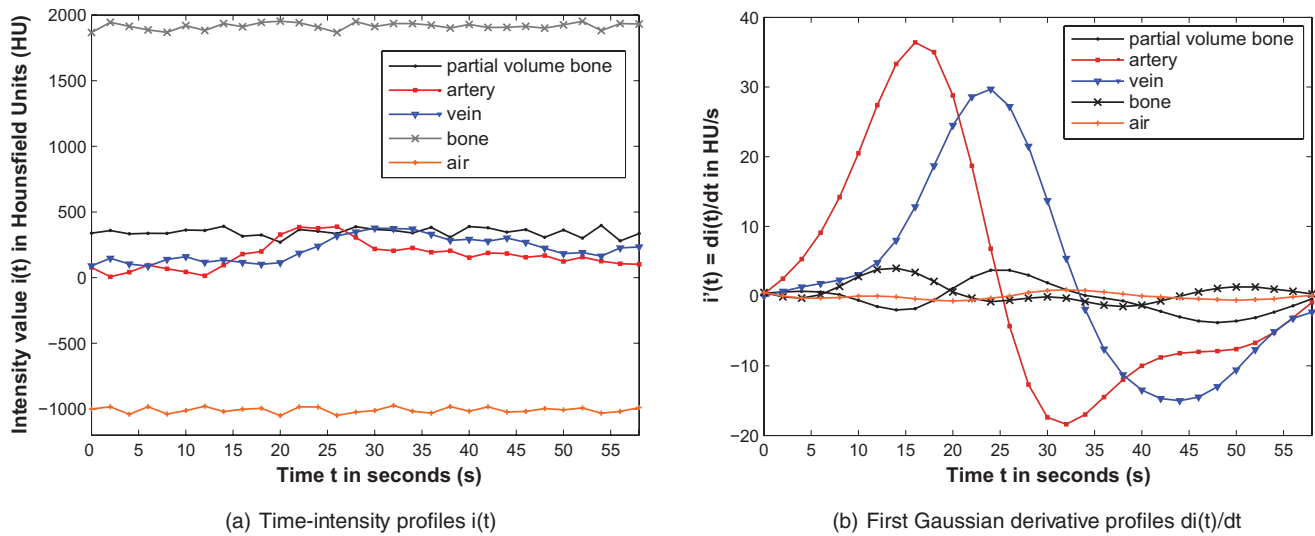 2000
1500
1000
500
0
−500
−1000
0
5
10
15
20
25
30
35
40
45
50
55
Intensity value i(t) in Hounsfield Units (HU)
Time t in seconds (s)
partial volume bone
artery
vein
bone
air
(a) Time-intensity profiles i(t)
40
30
20
10
0
−10
−20
0
5
10
15
20
25
30
35
40
45
50
55
i’(t) = di(t)/dt in HU/s
Time t in seconds (s)
partial volume bone
artery
vein
bone
air
(b) First Gaussian derivative profiles di(t)/dt